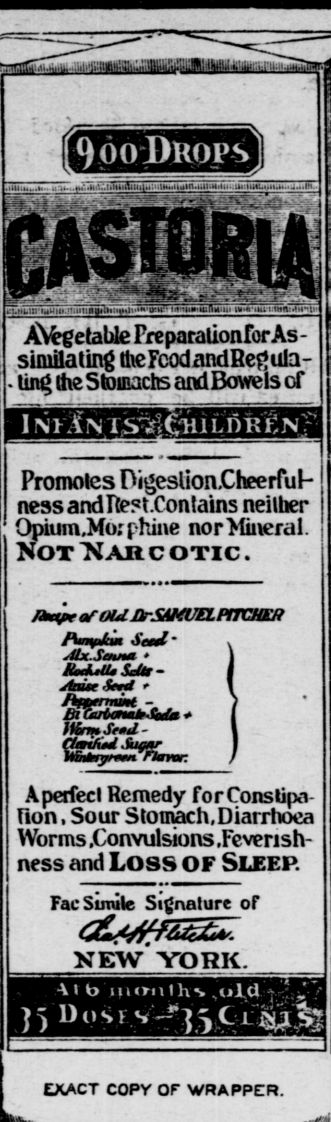 900 DROPS
CASTORIA
AVegetable Preparation for As-
similating the Food and Regula-
ting the Stomachs and Bowels of
INFANTS & CHILDREN
Promotes Digestion, Cheerful-
ness and Rest. Contains neither
Opium, Morphine nor Mineral.
NOT NARCOTIC.
Recipe of Old Dr. SAMUEL PITCHER
Pumpkin Seed -
Alx. Senna +
Rochelle Salts -
Anise Seed +
Peppermint -
Bi Carbonate Soda +
Worm Seed -
Clarified Sugar
Wintergreen Flavor.
A perfect Remedy for Constipa-
tion, Sour Stomach, Diarrhoea
Worms, Convulsions, Feverish-
ness and LOSS OF SLEEP.
Fac Simile Signature of
Chas. H. Fletcher.
NEW YORK.
At6 months old
35 DOSES - 35 CENTS
EXACT COPY OF WRAPPER.